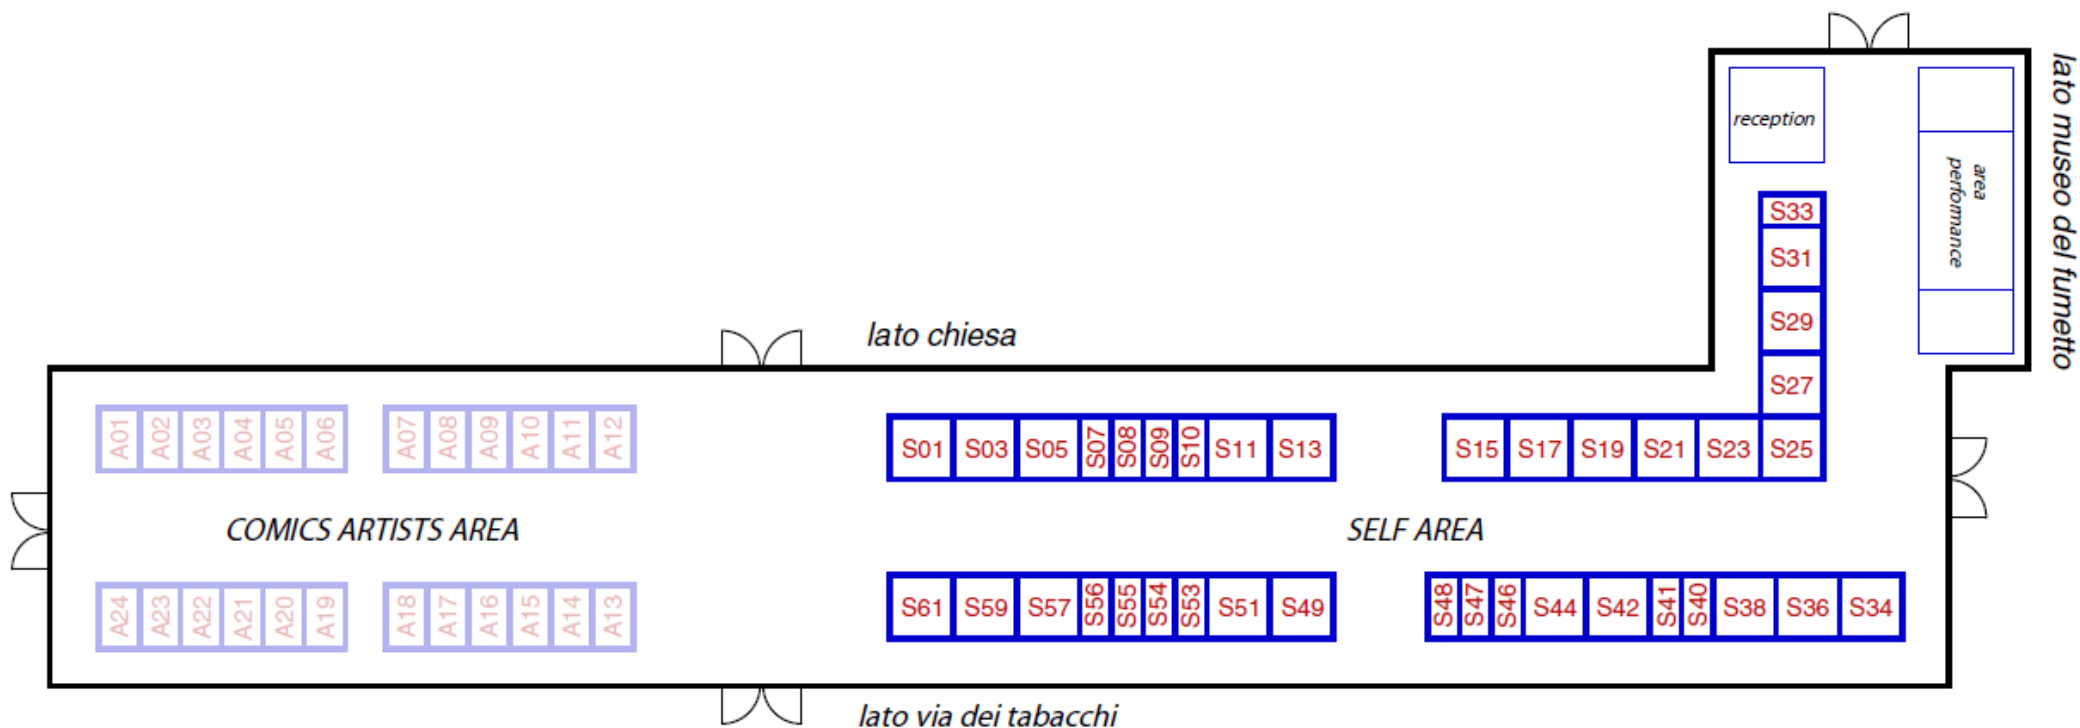 reception
area
performance
lato museo del fumetto
S33
S31
S29
S27
lato chiesa
A01 A02 A03 A04 A05 A06 A07 A08 A09 A10 A11 A12
S01 S03 S05 S07 S08 S09 S10 S11 S13 S15 S17 S19 S21 S23 S25
COMICS ARTISTS AREA
SELF AREA
A24 A23 A22 A21 A20 A19 A18 A17 A16 A15 A14 A13
S61 S59 S57 S56 S55 S54 S53 S51 S49 S48 S47 S46 S44 S42 S41 S40 S38 S36 S34
lato via dei tabacchi